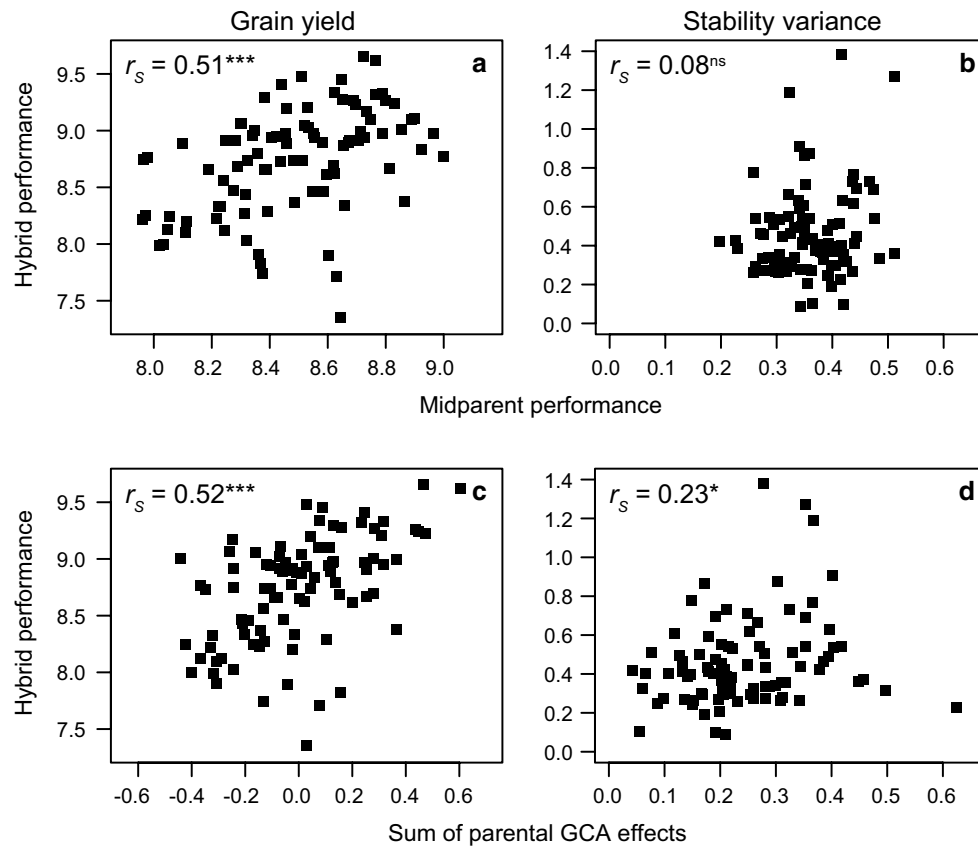 Grain yield
Stability variance
Hybrid performance
rS = 0.51***
a
9.5
9.0
8.5
8.0
7.5
8.0 8.2 8.4 8.6 8.8 9.0
rS = 0.08ns
b
1.4
1.2
1.0
0.8
0.6
0.4
0.2
0.0
0.0 0.1 0.2 0.3 0.4 0.5 0.6
Midparent performance
Hybrid performance
rS = 0.52***
c
9.5
9.0
8.5
8.0
7.5
-0.6 -0.4 -0.2 0.0 0.2 0.4 0.6
rS = 0.23*
d
1.4
1.2
1.0
0.8
0.6
0.4
0.2
0.0
0.0 0.1 0.2 0.3 0.4 0.5 0.6
Sum of parental GCA effects